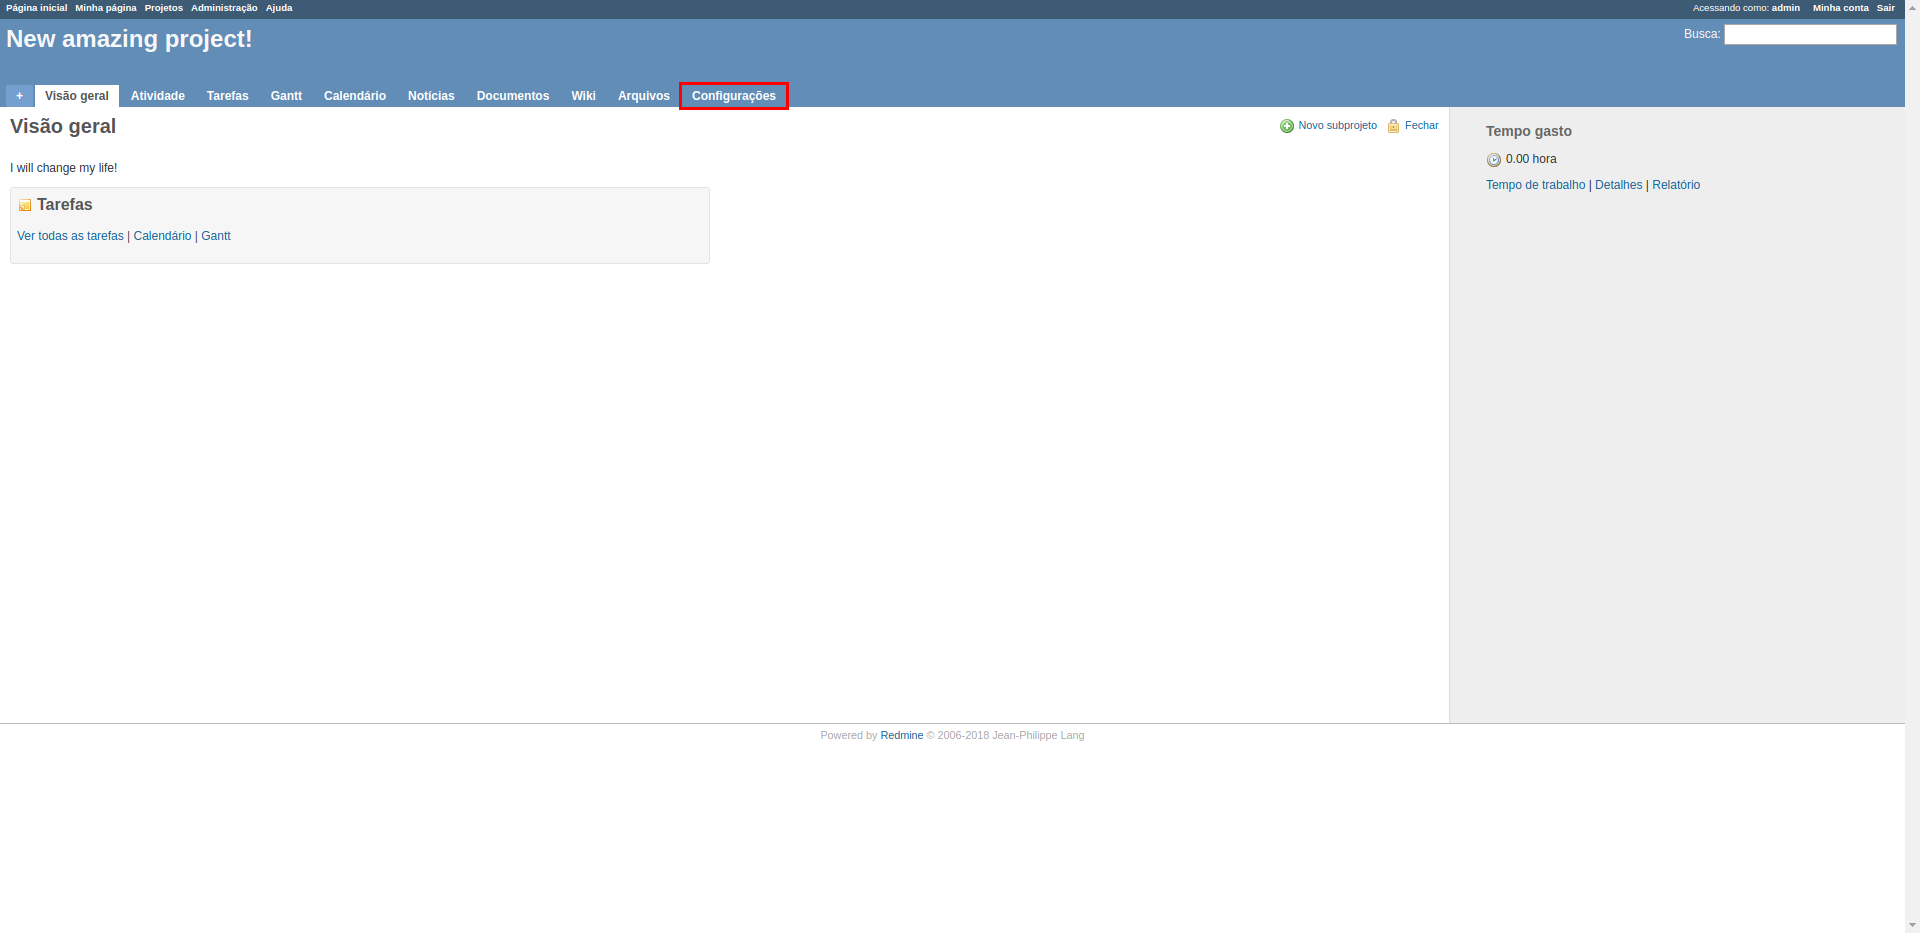 Página inicial Minha página Projetos Administração Ajuda Acessando como: admin Minha conta Sair
New amazing project!
Busca:
+ Visão geral Atividade Tarefas Gantt Calendário Notícias Documentos Wiki Arquivos Configurações
Visão geral
Novo subprojeto Fechar
I will change my life!
Tarefas
Ver todas as tarefas | Calendário | Gantt
Tempo gasto
0.00 hora
Tempo de trabalho | Detalhes | Relatório
Powered by Redmine © 2006-2018 Jean-Philippe Lang